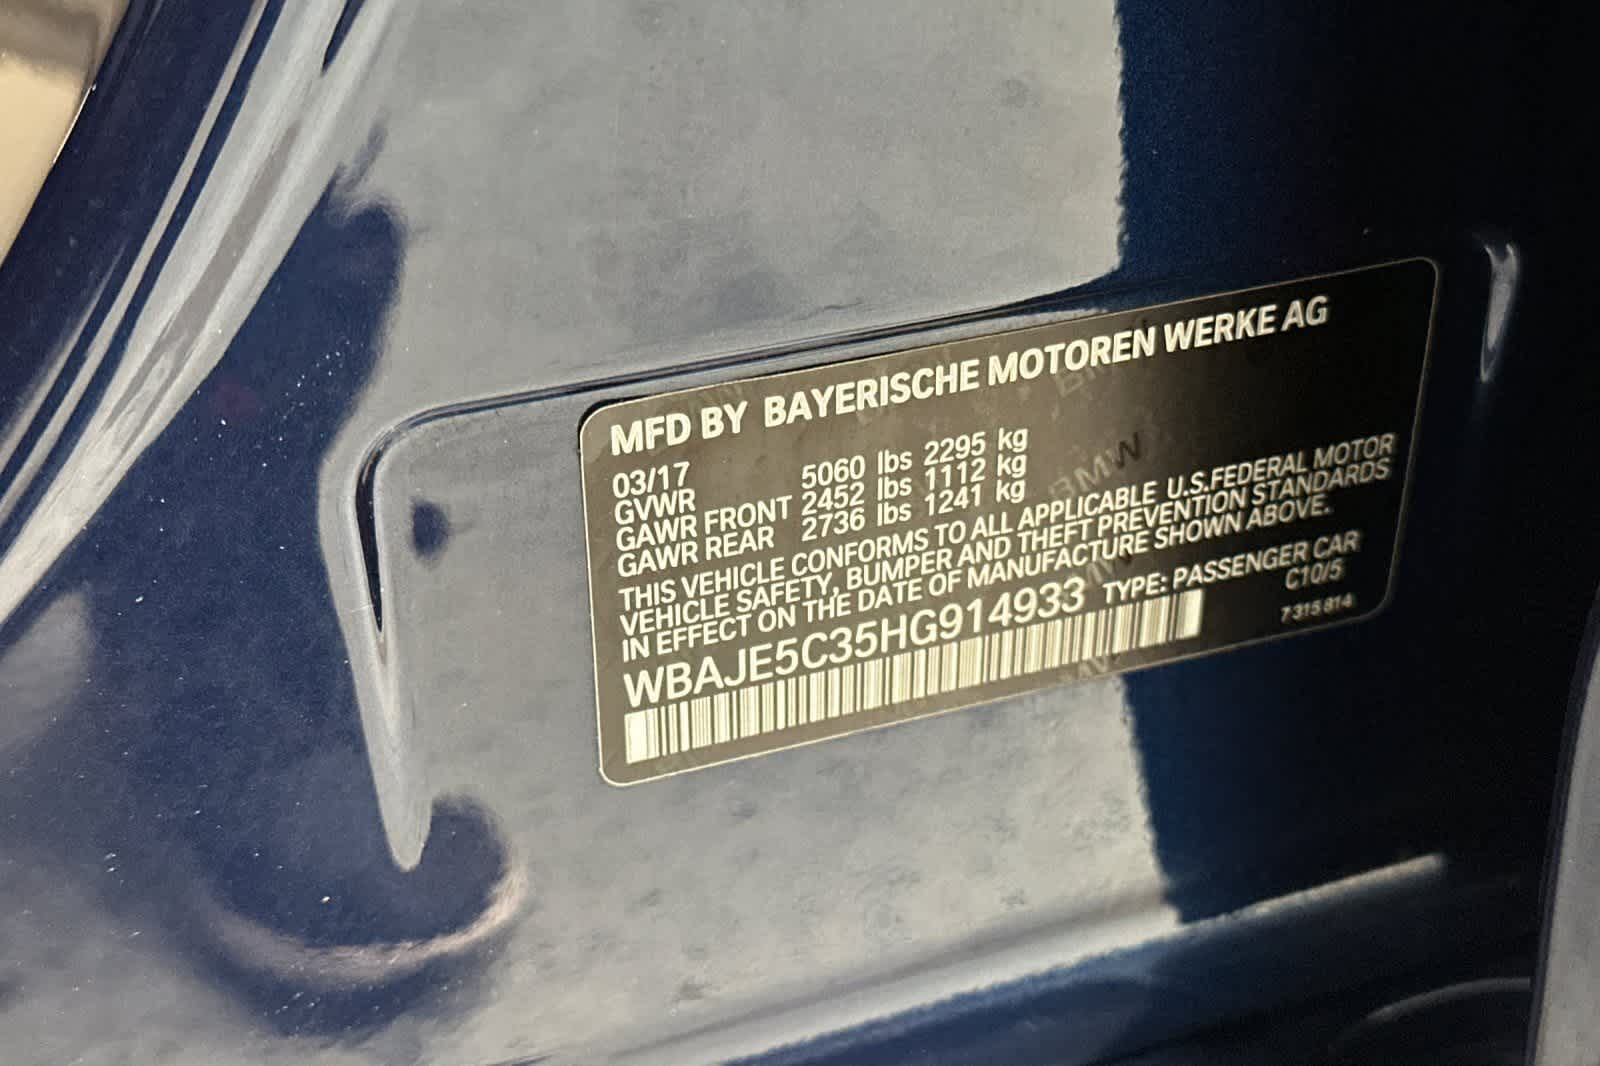 MFD BY BAYERISCHE MOTOREN WERKE AG
03/17
GVWR 5060 lbs 2295 kg
GAWR FRONT 2452 lbs 1112 kg
GAWR REAR 2736 lbs 1241 kg
THIS VEHICLE CONFORMS TO ALL APPLICABLE U.S.FEDERAL MOTOR
VEHICLE SAFETY, BUMPER AND THEFT PREVENTION STANDARDS
IN EFFECT ON THE DATE OF MANUFACTURE SHOWN ABOVE.
WBAJE5C35HG914933 TYPE: PASSENGER CAR
C10/5
7 315 814
BMW